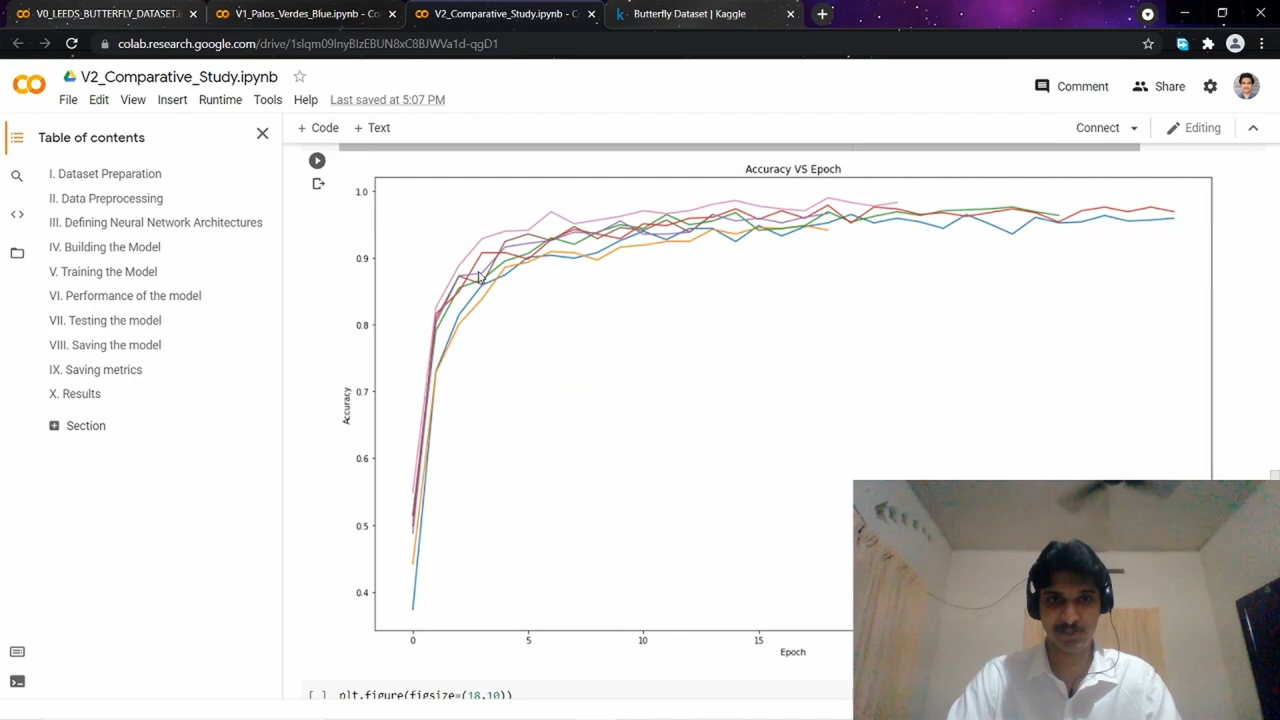 V0_LEEDS_BUTTERFLY_DATASET.
V1_Palos_Verdes_Blue.ipynb - Co
V2_Comparative_Study.ipynb - C
Butterfly Dataset | Kaggle
colab.research.google.com/drive/1slqm09lnyBlzEBUN8xC8BJWVa1d-qgD1
V2_Comparative_Study.ipynb
Comment
Share
File Edit View Insert Runtime Tools Help Last saved at 5:07 PM
Table of contents
+ Code + Text
Connect
Editing
I. Dataset Preparation
II. Data Preprocessing
III. Defining Neural Network Architectures
IV. Building the Model
V. Training the Model
VI. Performance of the model
VII. Testing the model
VIII. Saving the model
IX. Saving metrics
X. Results
Section
Accuracy VS Epoch
1.0
0.9
0.8
0.7
0.6
0.5
0.4
Accuracy
0 5 10 15
Epoch
[ ] plt.figure(figsize=(18,10))